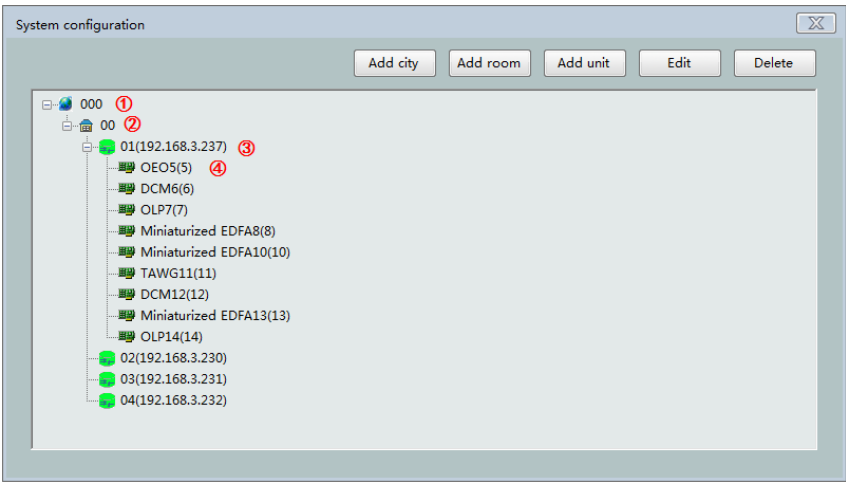 System configuration
Add city Add room Add unit Edit Delete
000 ①
00 ②
01(192.168.3.237) ③
OEO5(5) ④
DCM6(6)
OLP7(7)
Miniaturized EDFA8(8)
Miniaturized EDFA10(10)
TAWG11(11)
DCM12(12)
Miniaturized EDFA13(13)
OLP14(14)
02(192.168.3.230)
03(192.168.3.231)
04(192.168.3.232)